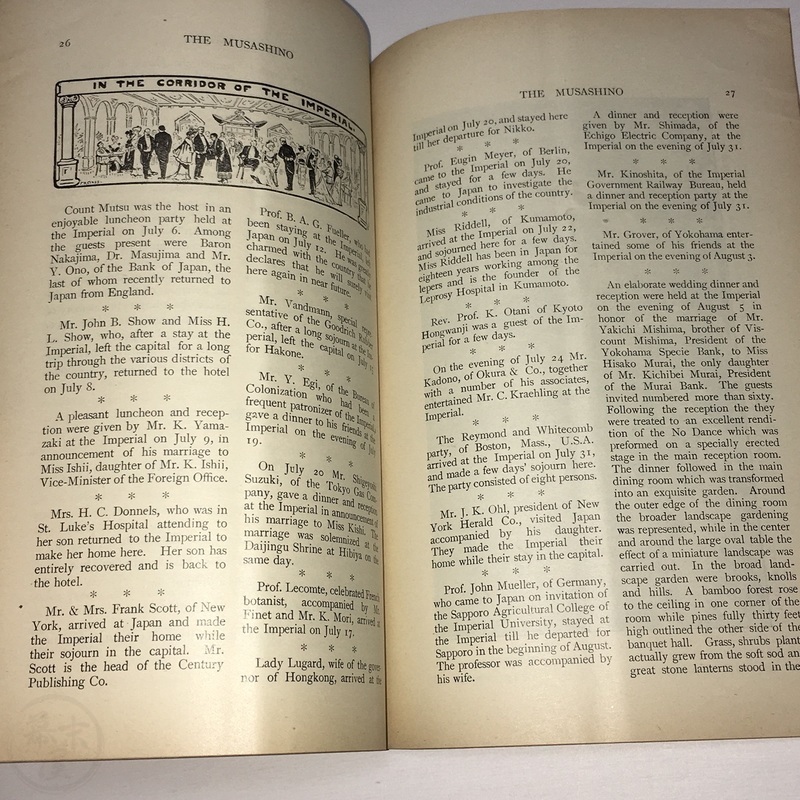 26
THE MUSASHINO
IN THE CORRIDOR OF THE IMPERIAL.
Count Mutsu was the host in an
enjoyable luncheon party held at
the Imperial on July 6. Among
the guests present were Baron
Nakajima, Dr. Masujima and Mr.
Y. Ono, of the Bank of Japan, the
last of whom recently returned to
Japan from England.
* * *
Mr. John B. Show and Miss H.
L. Show, who, after a stay at the
Imperial, left the capital for a long
trip through the various districts of
the country, returned to the hotel
on July 8.
* * *
A pleasant luncheon and recep-
tion were given by Mr. K. Yama-
zaki at the Imperial on July 9, in
announcement of his marriage to
Miss Ishii, daughter of Mr. K. Ishii,
Vice-Minister of the Foreign Office.
* * *
Mrs. H. C. Donnels, who was in
St. Luke's Hospital attending to
her son returned to the Imperial to
make her home here. Her son has
entirely recovered and is back to
the hotel.
* * *
Mr. & Mrs. Frank Scott, of New
York, arrived at Japan and made
the Imperial their home while
their sojourn in the capital. Mr.
Scott is the head of the Century
Publishing Co.
Prof. B. A. G. Fueller, who
been staying at the Imperial, left
Japan on July 12. He was
charmed with the country
declares that he will surely
here again in near future.
* * *
Mr. Vandmann, special
sentative of the Goodrich
Co., after a long sojourn at the
perial, left the capital on July
for Hakone.
* * *
Mr. Y. Egi, of the Bureau of
Colonization who had been a
frequent patronizer of the Imperial,
gave a dinner to his friends at the
Imperial on the evening of July
19.
* * *
On July 20 Mr. Shigeyoshi
Suzuki, of the Tokyo Gas Com-
pany, gave a dinner and reception
at the Imperial in announcement of
his marriage to Miss Kishi. The
marriage was solemnized at the
Daijingu Shrine at Hibiya on the
same day.
* * *
Prof. Lecomte, celebrated French
botanist, accompanied by Mr.
Finet and Mr. K. Mori, arrived at
the Imperial on July 17.
* * *
Lady Lugard, wife of the gover-
nor of Hongkong, arrived at the
THE MUSASHINO
27
Imperial on July 20, and stayed here
till her departure for Nikko.
* * *
Prof. Eugin Meyer, of Berlin,
came to the Imperial on July 20,
and stayed for a few days. He
came to Japan to investigate the
industrial conditions of the country.
* * *
Miss Riddell, of Kumamoto,
arrived at the Imperial on July 22,
and sojourned here for a few days.
Miss Riddell has been in Japan for
eighteen years working among the
lepers and is the founder of the
Leprosy Hospital in Kumamoto.
* * *
Rev. Prof. K. Otani of Kyoto
Hongwanji was a guest of the Im-
perial for a few days.
* * *
On the evening of July 24 Mr.
Kadono, of Okura & Co., together
with a number of his associates,
entertained Mr. C. Kraehling at the
Imperial.
* * *
The Reymond and Whitecomb
party, of Boston, Mass., U.S.A.
arrived at the Imperial on July 31,
and made a few days' sojourn here.
The party consisted of eight persons.
* * *
Mr. J. K. Ohl, president of New
York Herald Co., visited Japan
accompanied by his daughter.
They made the Imperial their
home while their stay in the capital.
* * *
Prof. John Mueller, of Germany,
who came to Japan on invitation of
the Sapporo Agricultural College of
the Imperial University, stayed at
the Imperial till he departed for
Sapporo in the beginning of August.
The professor was accompanied by
his wife.
A dinner and reception were
given by Mr. Shimada, of the
Echigo Electric Company, at the
Imperial on the evening of July 31.
* * *
Mr. Kinoshita, of the Imperial
Government Railway Bureau, held
a dinner and reception party at the
Imperial on the evening of July 31.
* * *
Mr. Grover, of Yokohama enter-
tained some of his friends at the
Imperial on the evening of August 3.
* * *
An elaborate wedding dinner and
reception were held at the Imperial
on the evening of August 5 in
honor of the marriage of Mr.
Yakichi Mishima, brother of Vis-
count Mishima, President of the
Yokohama Specie Bank, to Miss
Hisako Murai, the only daughter
of Mr. Kichibei Murai, President
of the Murai Bank. The guests
invited numbered more than sixty.
Following the reception the they
were treated to an excellent rendi-
tion of the No Dance which was
preformed on a specially erected
stage in the main reception room.
The dinner followed in the main
dining room which was transformed
into an exquisite garden. Around
the outer edge of the dining room
the broader landscape gardening
was represented, while in the center
and around the large oval table the
effect of a miniature landscape was
carried out. In the broad land-
scape garden were brooks, knolls
and hills. A bamboo forest rose
to the ceiling in one corner of the
room while pines fully thirty feet
high outlined the other side of the
banquet hall. Grass, shrubs plant
actually grew from the soft sod an
great stone lanterns stood in the